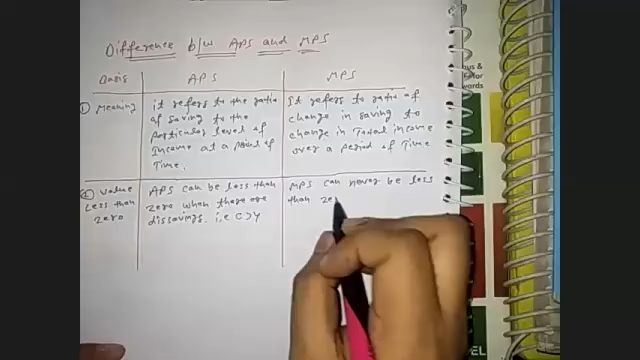 Difference b/w APS and MPS
Basis APS MPS
① Meaning
it refers to the ratio
of saving to the
particular level of
Income at a point of
Time.
It refers to ratio of
change in saving to
change in Total income
over a period of Time.
② value
less than
zero
APS can be less than
zero when there are
dissavings. i,e C > Y
MPS can never be less
than ze